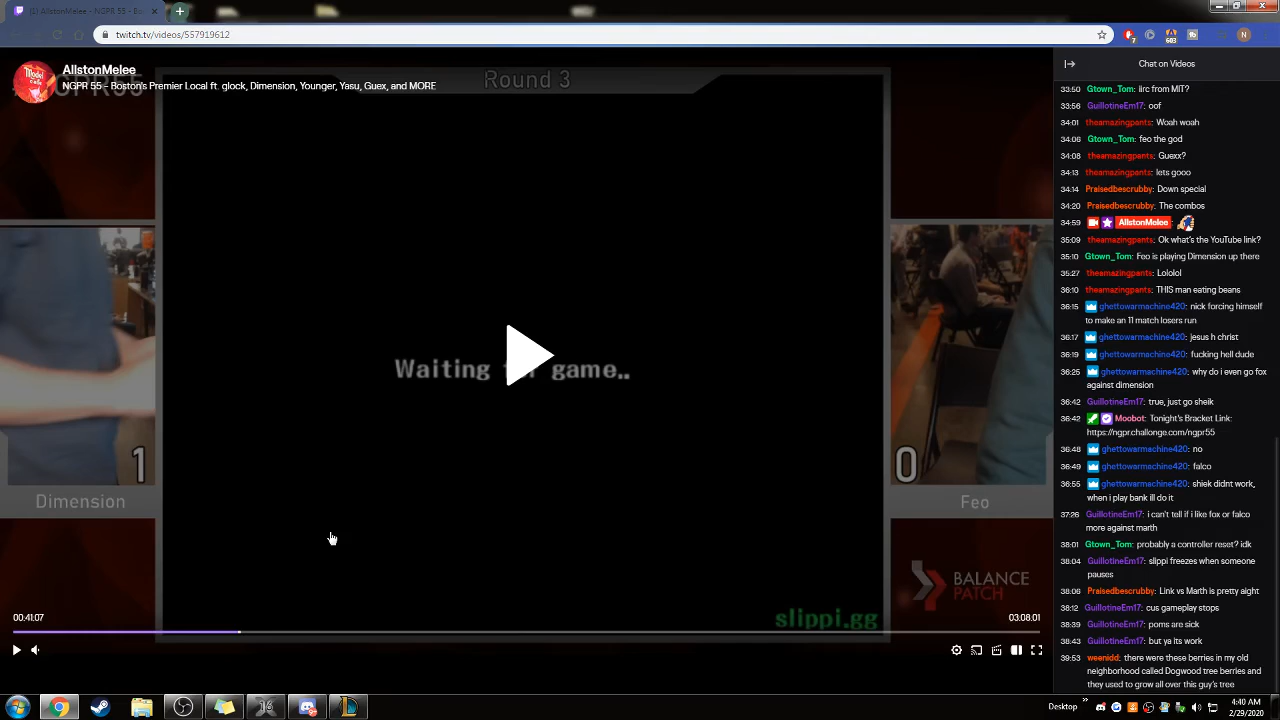 (1) AllstonMelee - NGPR 55 - Bo
twitch.tv/videos/557919612
AllstonMelee
NGPR 55 - Boston's Premier Local ft. glock, Dimension, Younger, Yasu, Guex, and MORE
Round 3
Waiting for game..
1
0
Dimension
Feo
BALANCE
PATCH
slippi.gg
00:41:07
03:08:01
Chat on Videos
33:50 Gtown_Tom: lirc from MIT?
33:56 GuillotineEm17: oof
34:01 theamazingpants: Woah woah
34:06 Gtown_Tom: feo the god
34:08 theamazingpants: Guexx?
34:13 theamazingpants: lets gooo
34:14 Praisedbescrubby: Down special
34:20 Praisedbescrubby: The combos
34:59 AllstonMelee:
35:09 theamazingpants: Ok what's the YouTube link?
35:10 Gtown_Tom: Feo is playing Dimension up there
35:27 theamazingpants: Lololol
36:10 theamazingpants: THIS man eating beans
36:15 ghettowarmachine420: nick forcing himself
to make an 11 match losers run
36:17 ghettowarmachine420: jesus h christ
36:19 ghettowarmachine420: fucking hell dude
36:25 ghettowarmachine420: why do i even go fox
against dimension
36:42 GuillotineEm17: true, just go sheik
36:42 Moobot: Tonight's Bracket Link:
https://ngpr.challonge.com/ngpr55
36:48 ghettowarmachine420: no
36:49 ghettowarmachine420: falco
36:55 ghettowarmachine420: shiek didnt work,
when i play bank ill do it
37:26 GuillotineEm17: i can't tell if i like fox or falco
more against marth
38:01 Gtown_Tom: probably a controller reset? idk
38:04 GuillotineEm17: slippi freezes when someone
pauses
38:06 Praisedbescrubby: Link vs Marth is pretty aight
38:12 GuillotineEm17: cus gameplay stops
38:39 GuillotineEm17: poms are sick
38:43 GuillotineEm17: but ya its work
39:53 weenidd: there were these berries in my old
neighborhood called Dogwood tree berries and
they used to grow all over this guy's tree
Desktop
4:40 AM
2/29/2020